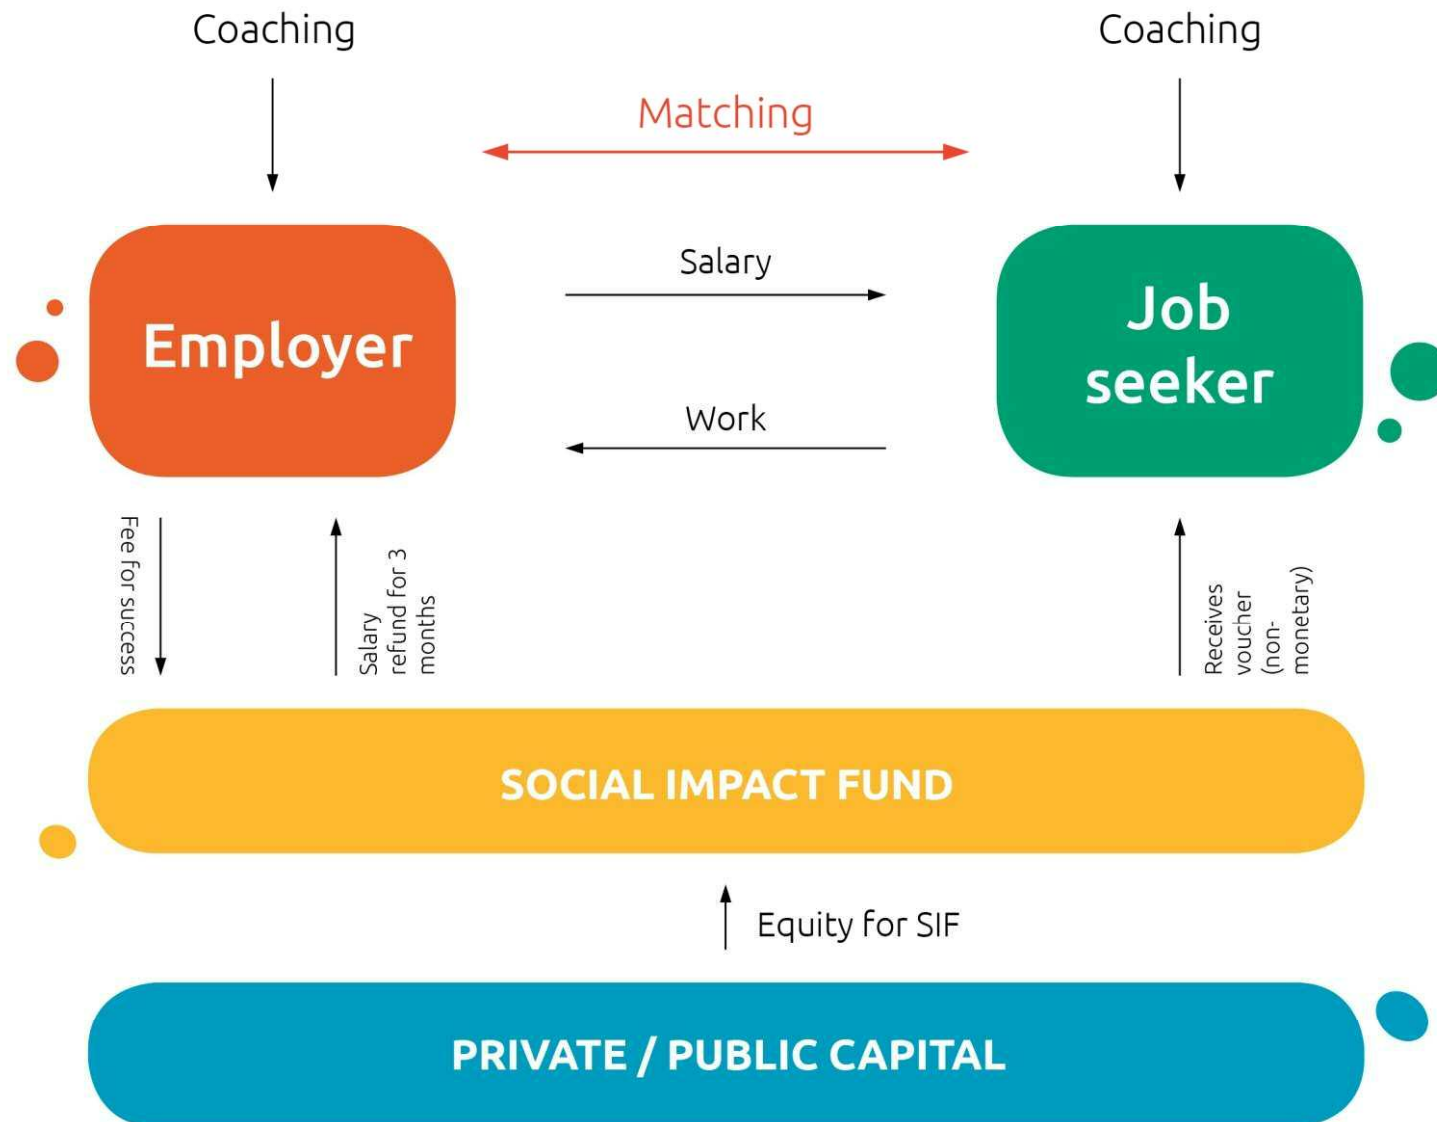 Coaching
Coaching
Matching
Salary
Employer
Job
seeker
Work
Fee for success
Salary
refund for 3
months
Receives
voucher
(non-
monetary)
SOCIAL IMPACT FUND
Equity for SIF
PRIVATE / PUBLIC CAPITAL